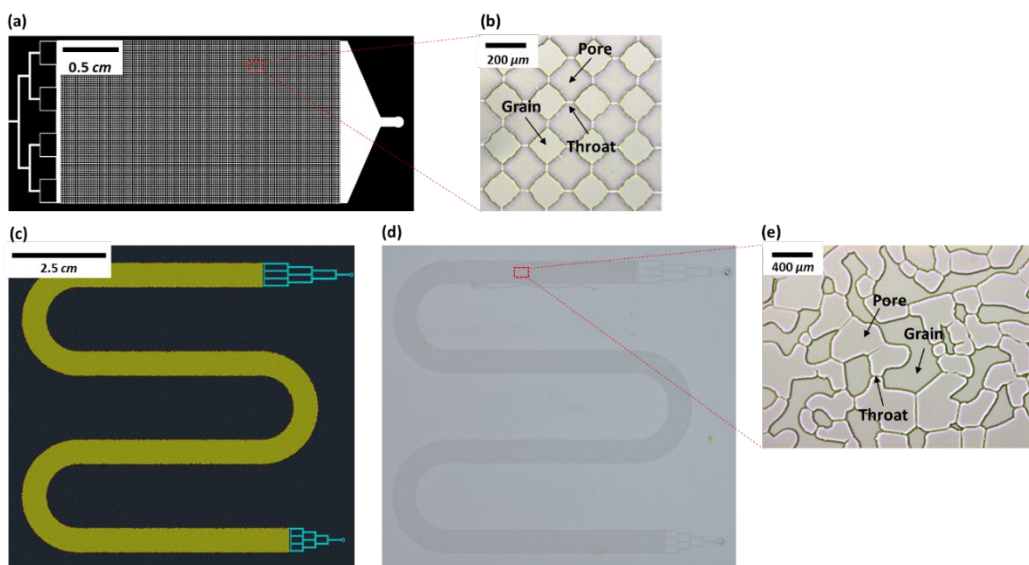 (a)
0.5 cm
(b)
200 μm
Pore
Grain
Throat
(c)
2.5 cm
(d)
(e)
400 μm
Pore
Grain
Throat